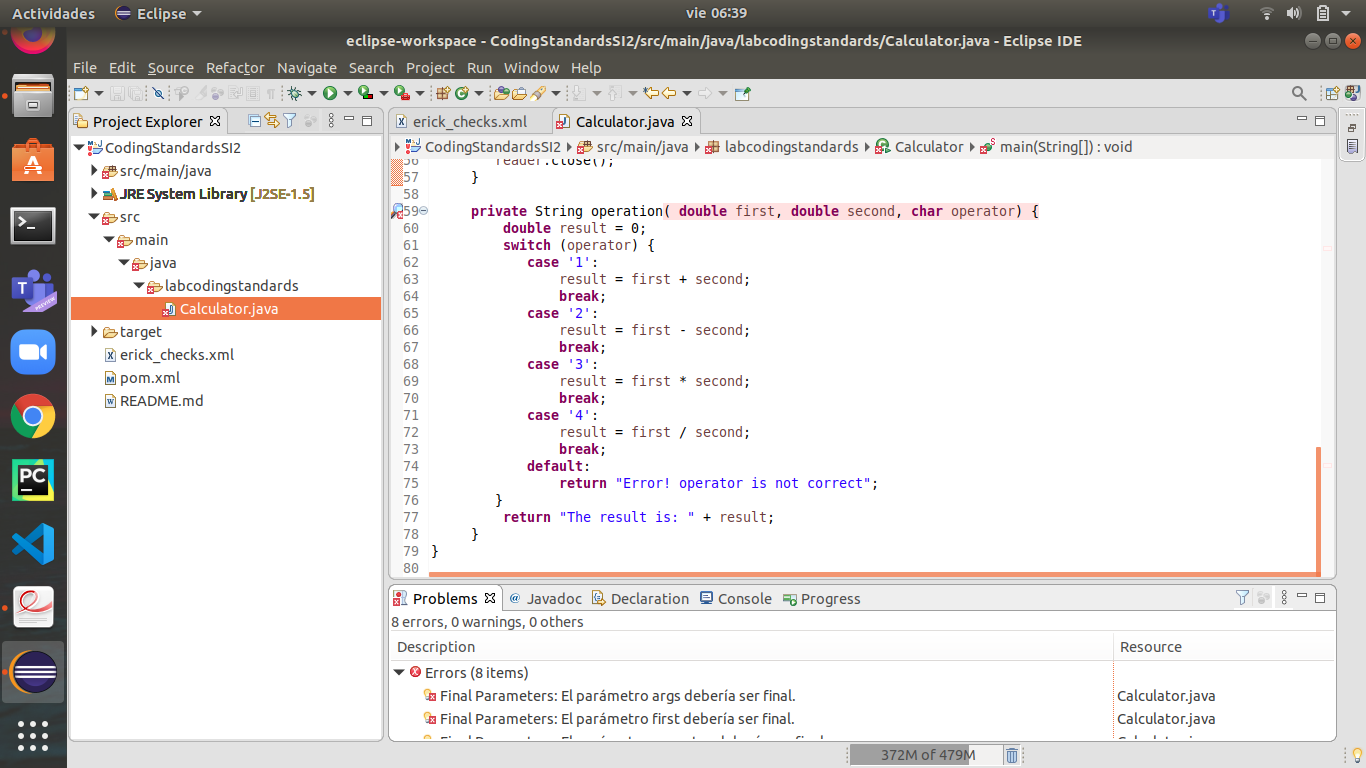 Actividades Eclipse vie 06:39
eclipse-workspace - CodingStandardsSI2/src/main/java/labcodingstandards/Calculator.java - Eclipse IDE
File Edit Source Refactor Navigate Search Project Run Window Help
Project Explorer
CodingStandardsSI2
src/main/java
JRE System Library [J2SE-1.5]
src
main
java
labcodingstandards
Calculator.java
target
erick_checks.xml
pom.xml
README.md
erick_checks.xml Calculator.java
CodingStandardsSI2 src/main/java labcodingstandards Calculator main(String[]) : void
56 reader.close();
57 }
58
59 private String operation( double first, double second, char operator) {
60 double result = 0;
61 switch (operator) {
62 case '1':
63 result = first + second;
64 break;
65 case '2':
66 result = first - second;
67 break;
68 case '3':
69 result = first * second;
70 break;
71 case '4':
72 result = first / second;
73 break;
74 default:
75 return "Error! operator is not correct";
76 }
77 return "The result is: " + result;
78 }
79 }
80
Problems @ Javadoc Declaration Console Progress
8 errors, 0 warnings, 0 others
Description Resource
Errors (8 items)
Final Parameters: El parámetro args debería ser final. Calculator.java
Final Parameters: El parámetro first debería ser final. Calculator.java
372M of 479M